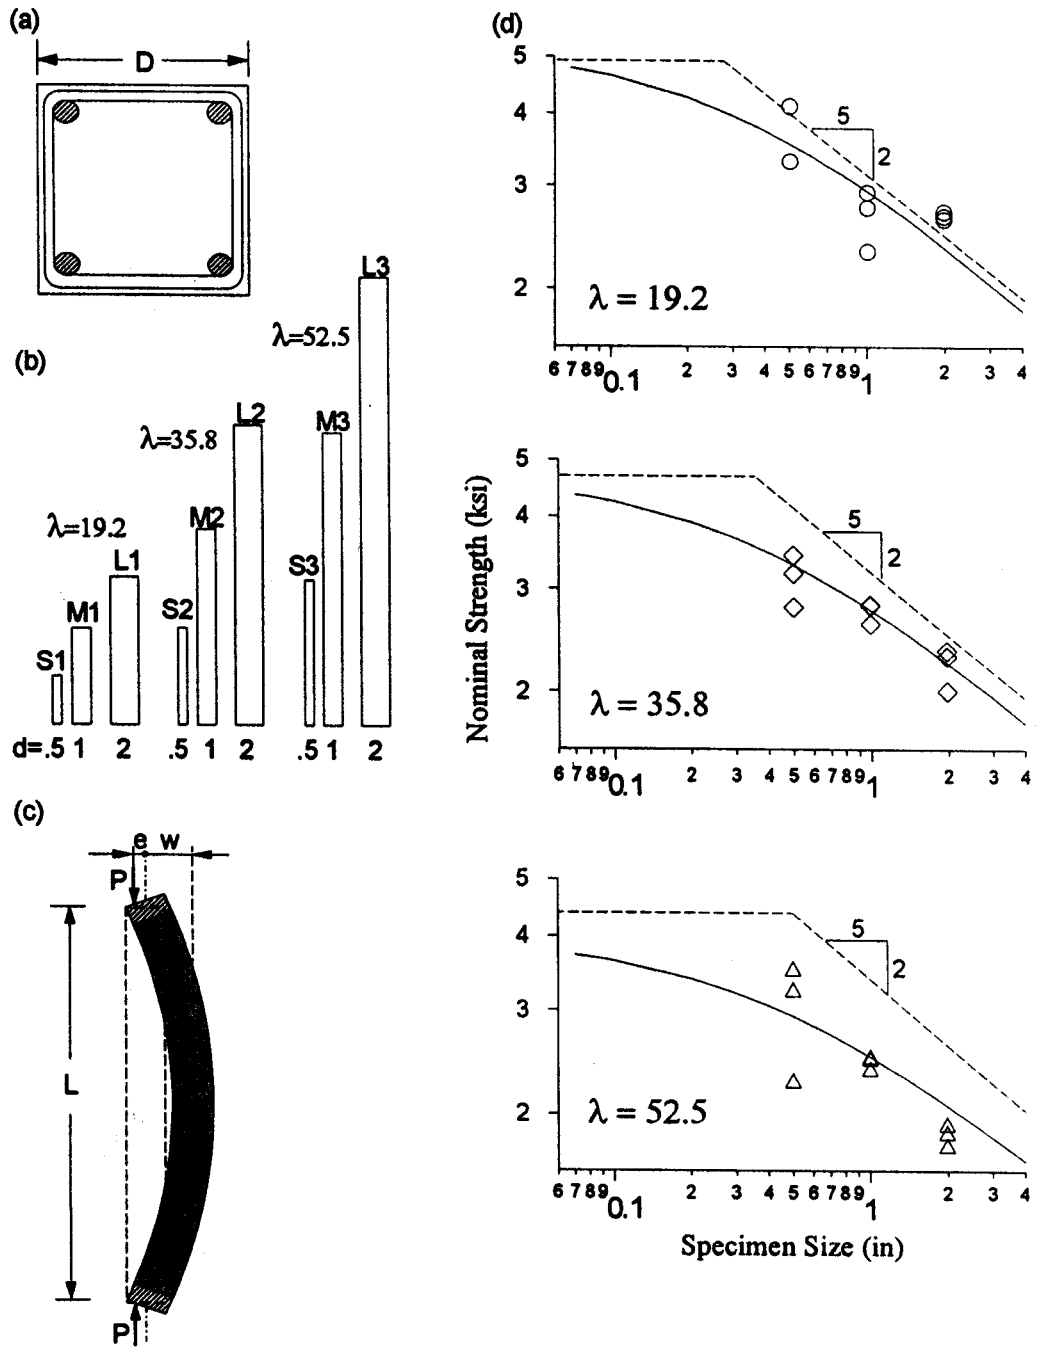 (a)
D
(b)
λ=19.2
λ=35.8
λ=52.5
S1
M1
L1
S2
M2
L2
S3
M3
L3
d=.5 1 2 .5 1 2 .5 1 2
(c)
e w
P
L
P
(d)
5
4
3
2
5
2
λ = 19.2
6 7 8 9 0.1 2 3 4 5 6 7 8 9 1 2 3 4
Nominal Strength (ksi)
5
4
3
2
5
2
λ = 35.8
6 7 8 9 0.1 2 3 4 5 6 7 8 9 1 2 3 4
5
4
3
2
5
2
λ = 52.5
6 7 8 9 0.1 2 3 4 5 6 7 8 9 1 2 3 4
Specimen Size (in)